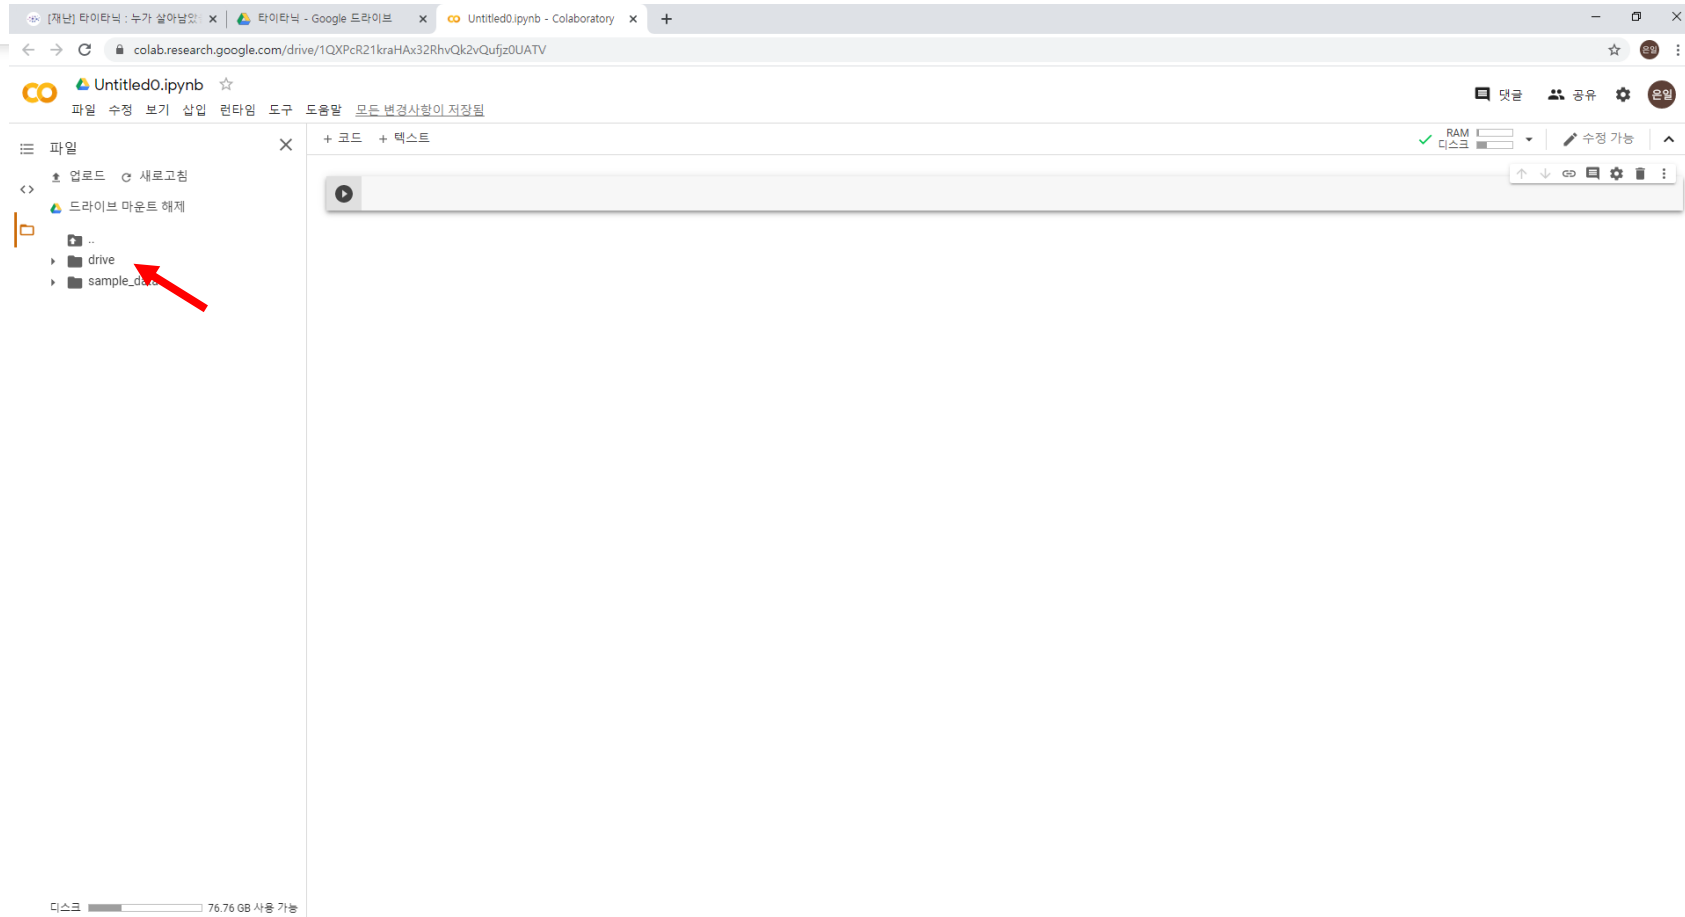 [재난] 타이타닉 : 누가 살아남았
타이타닉 - Google 드라이브
Untitled0.ipynb - Colaboratory
colab.research.google.com/drive/1QXPcR21kraHAx32RhvQk2vQufjz0UATV
은일
CO Untitled0.ipynb
파일 수정 보기 삽입 런타임 도구 도움말 모든 변경사항이 저장됨
댓글 공유 은일
파일
+ 코드 + 텍스트
RAM
디스크
수정 가능
업로드 새로고침
드라이브 마운트 해제
..
drive
sample_data
디스크 76.76 GB 사용 가능